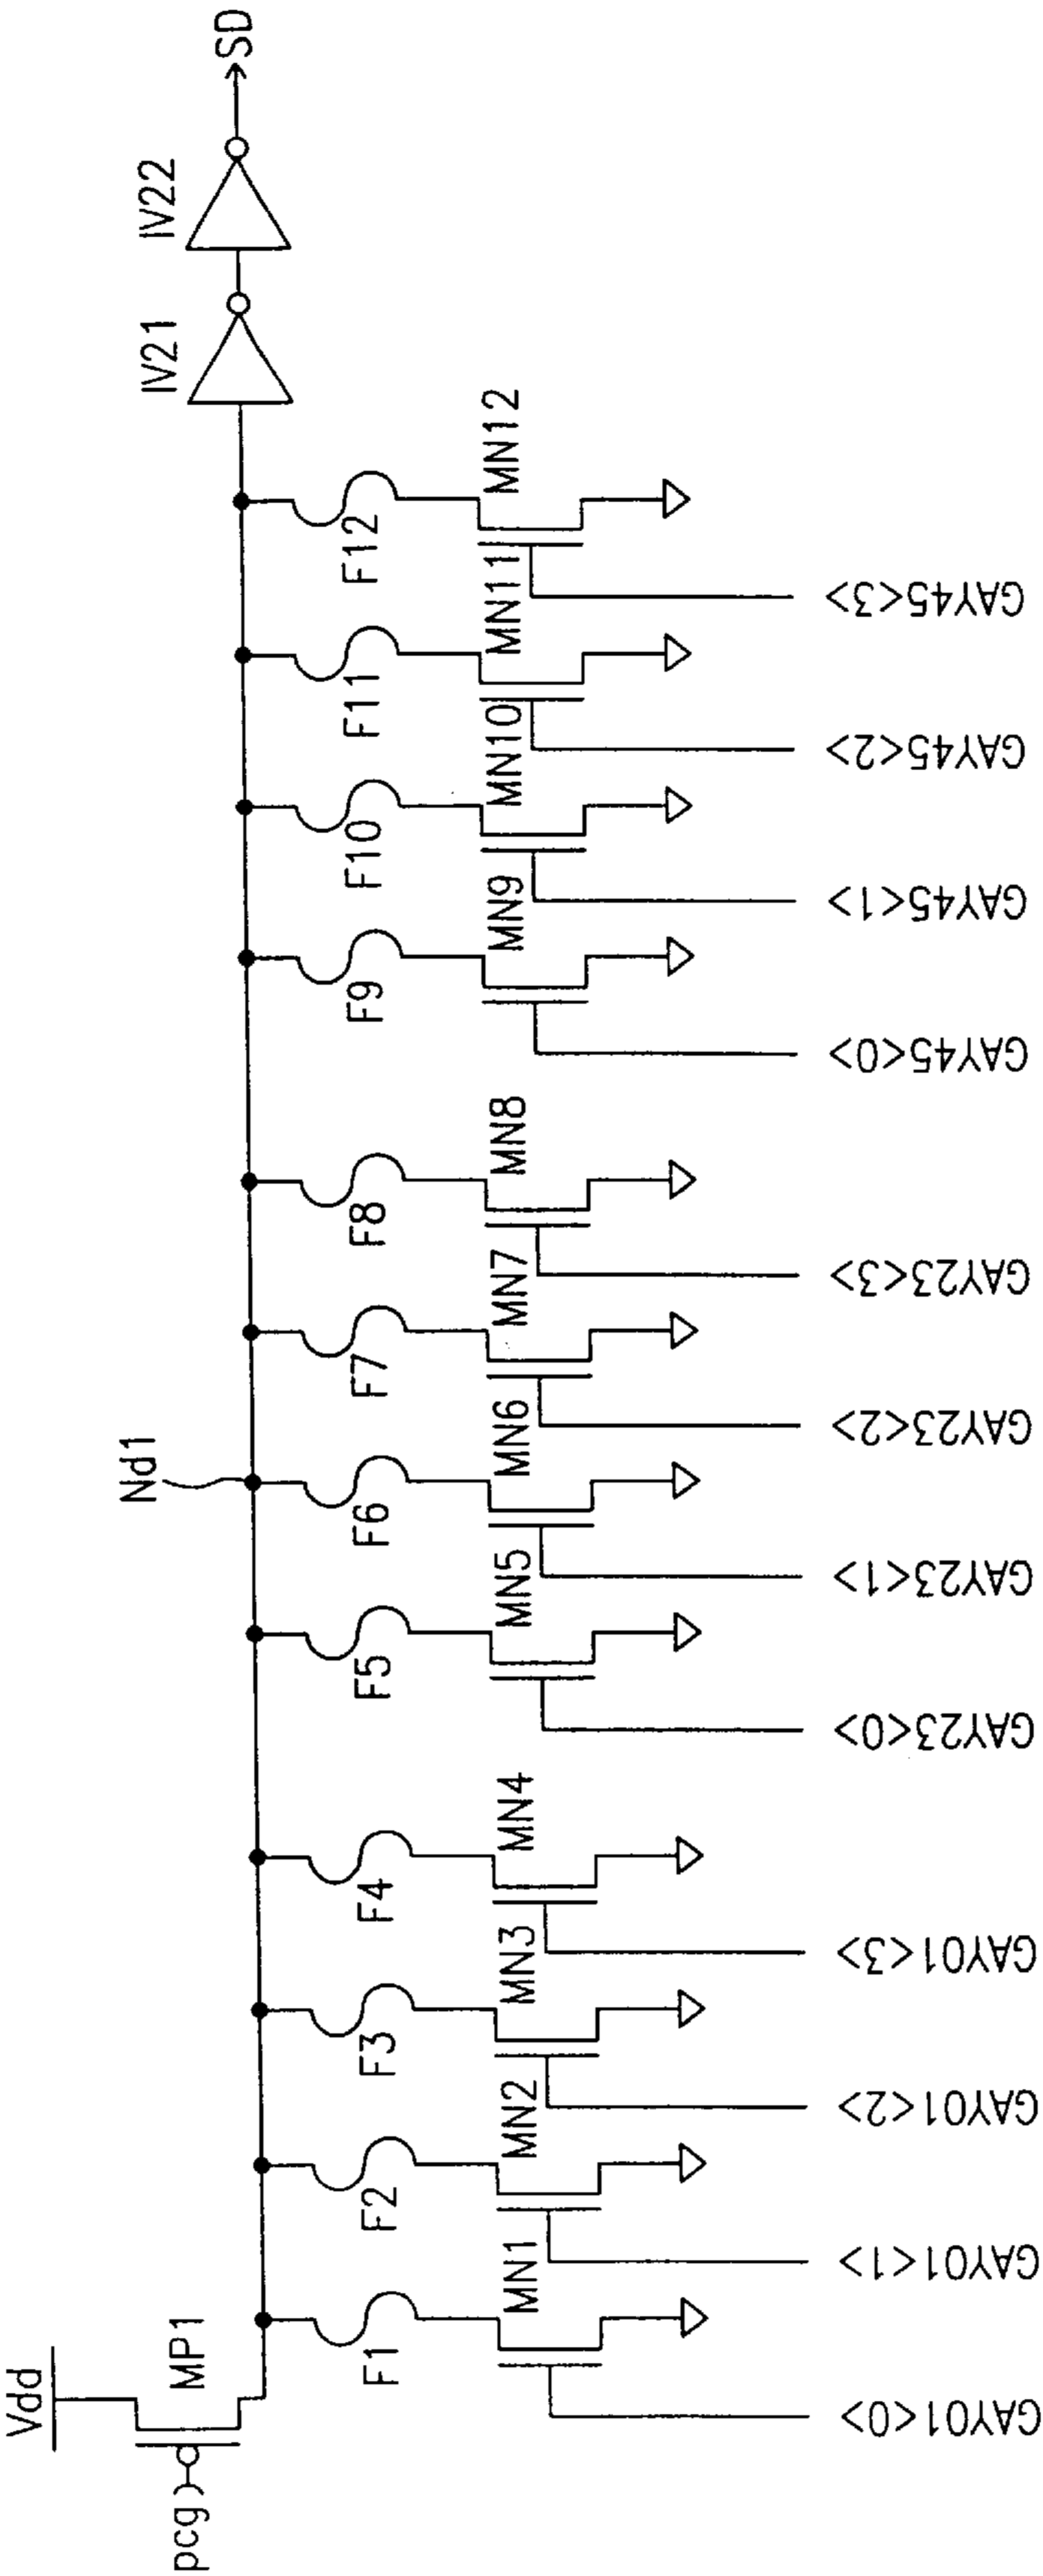 Vdd
pcg
MP1
Nd1
IV21
IV22
SD
F1
F2
F3
F4
F5
F6
F7
F8
F9
F10
F11
F12
MN1
MN2
MN3
MN4
MN5
MN6
MN7
MN8
MN9
MN10
MN11
MN12
GAY01<0>
GAY01<1>
GAY01<2>
GAY01<3>
GAY23<0>
GAY23<1>
GAY23<2>
GAY23<3>
GAY45<0>
GAY45<1>
GAY45<2>
GAY45<3>